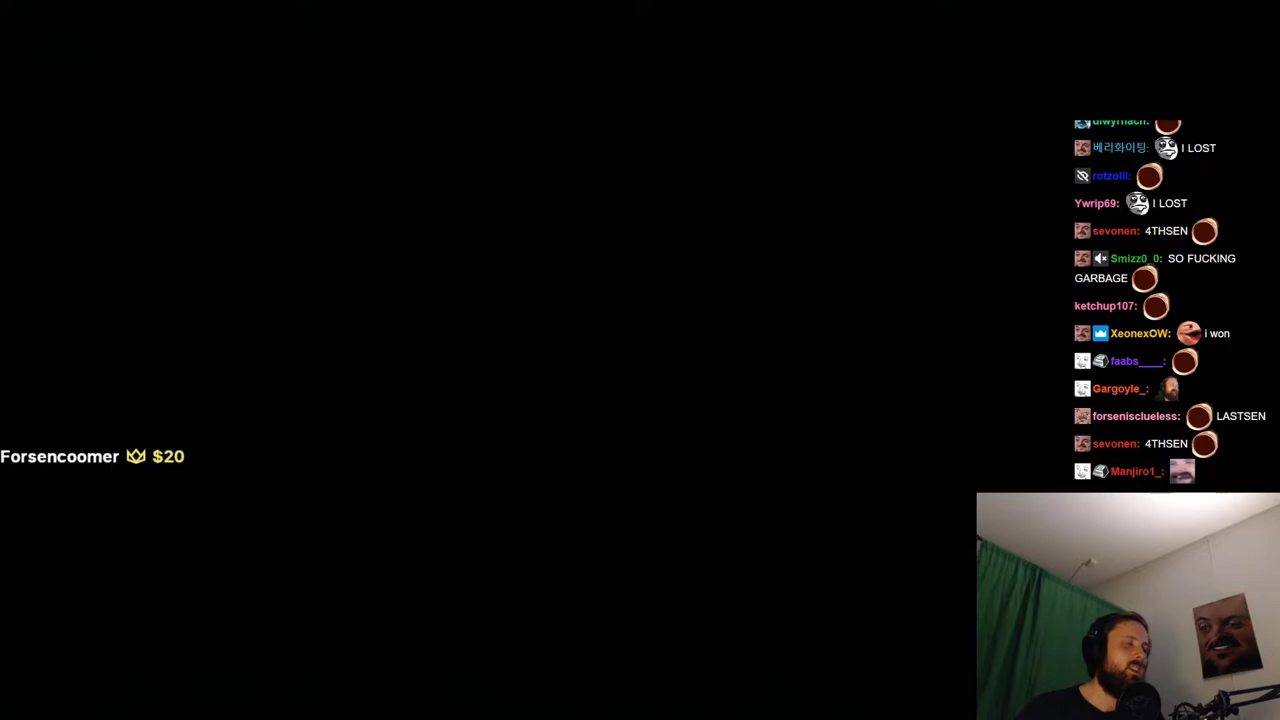 베리화이팅: I LOST
rotzolll:
Ywrip69: I LOST
sevonen: 4THSEN
Smizz0_0: SO FUCKING
GARBAGE
ketchup107:
XeonexOW: i won
faabs____:
Gargoyle_:
forsenisclueless: LASTSEN
sevonen: 4THSEN
Manjiro1_:
Forsencoomer $20